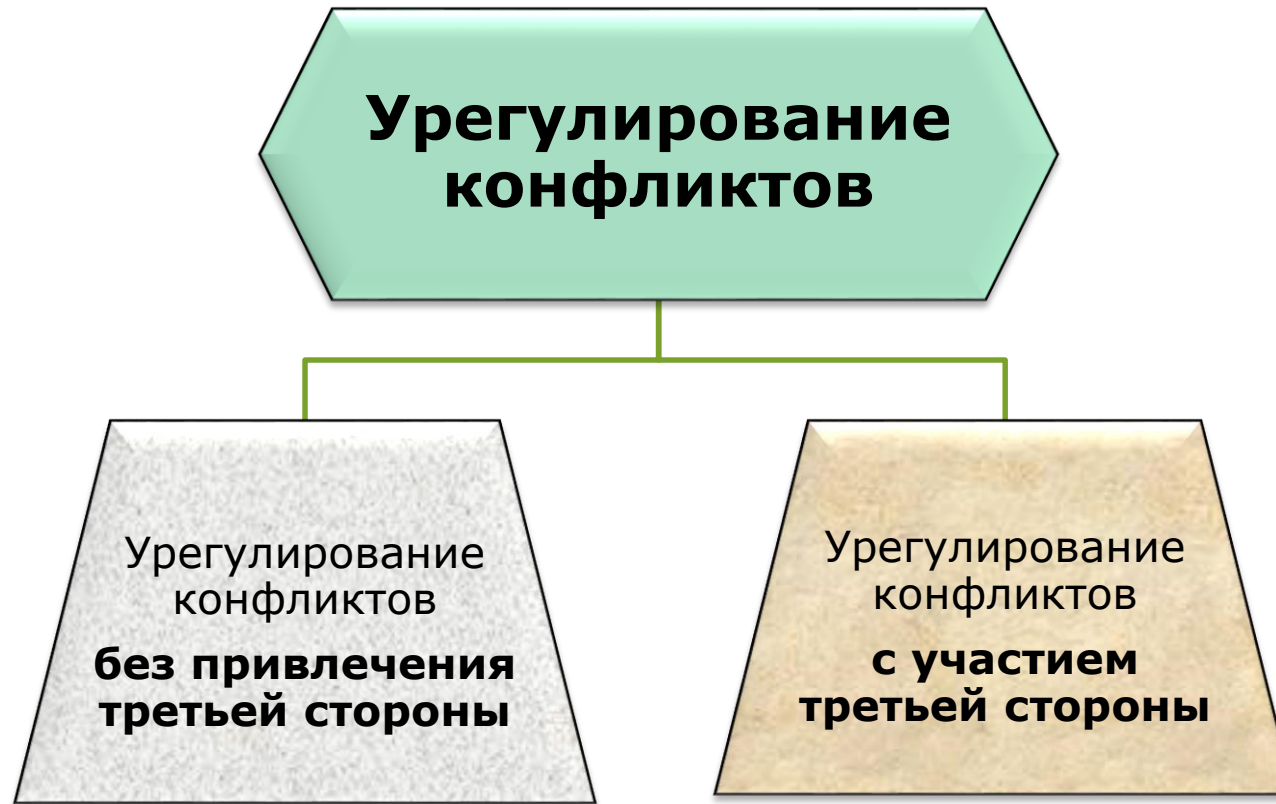 Урегулирование
конфликтов
Урегулирование
конфликтов
без привлечения
третьей стороны
Урегулирование
конфликтов
с участием
третьей стороны